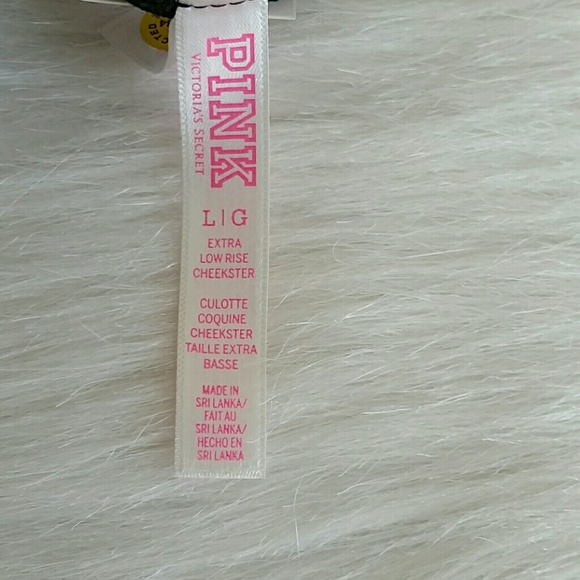 PINK
VICTORIA'S SECRET
L|G
EXTRA
LOW RISE
CHEEKSTER
CULOTTE
COQUINE
CHEEKSTER
TAILLE EXTRA
BASSE
MADE IN
SRI LANKA/
FAIT AU
SRI LANKA/
HECHO EN
SRI LANKA